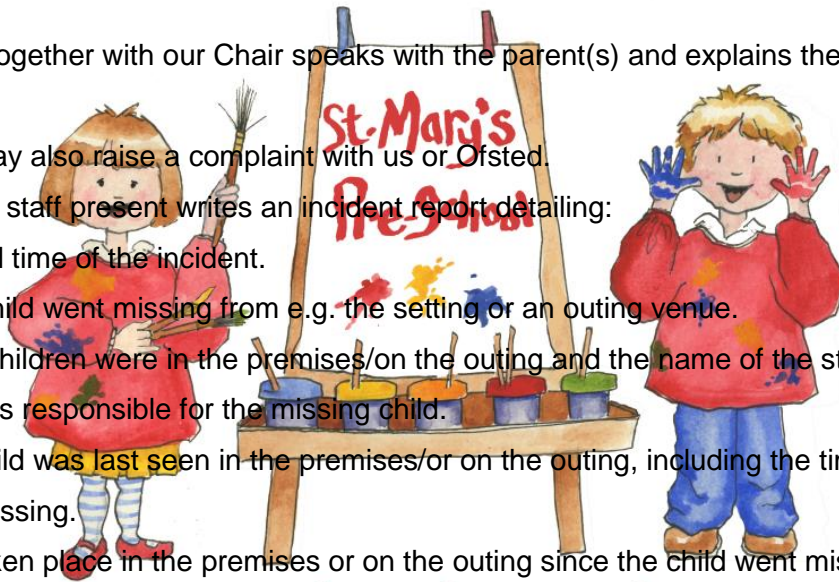 ogether with our Chair speaks with the parent(s) and explains the
St. Mary's
ay also raise a complaint with us or Ofsted.
Pre-School
staff present writes an incident report detailing:
l time of the incident.
hild went missing from e.g. the setting or an outing venue.
hildren were in the premises/on the outing and the name of the st
s responsible for the missing child.
ild was last seen in the premises/or on the outing, including the tin
ssing.
ken place in the premises or on the outing since the child went mis